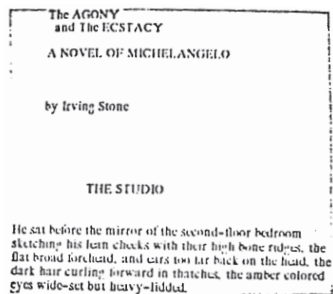 The AGONY
and The ECSTACY
A NOVEL OF MICHELANGELO
by Irving Stone
THE STUDIO
He sat before the mirror of the second-floor bedroom
sketching his lean cheeks with their high bone ridges, the
flat broad forehead, and ears too far back on the head, the
dark hair curling forward in thatches, the amber colored
eyes wide-set but heavy-lidded.